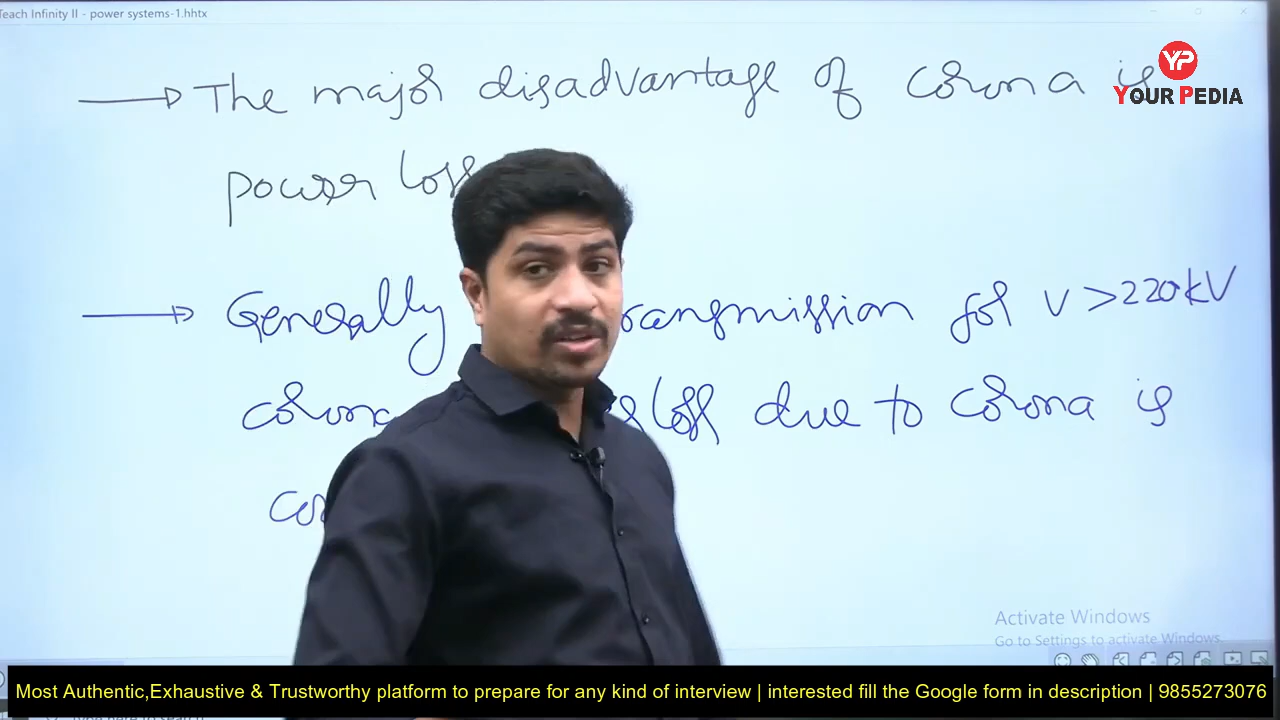 Teach Infinity II - power systems-1.hhtx
The major disadvantage of corona is
YP
YOUR PEDIA
power loss
Generally transmission for V > 220kV
corona loss due to corona is
Activate Windows
Go to Settings to activate Windows.
Most Authentic,Exhaustive & Trustworthy platform to prepare for any kind of interview | interested fill the Google form in description | 9855273076